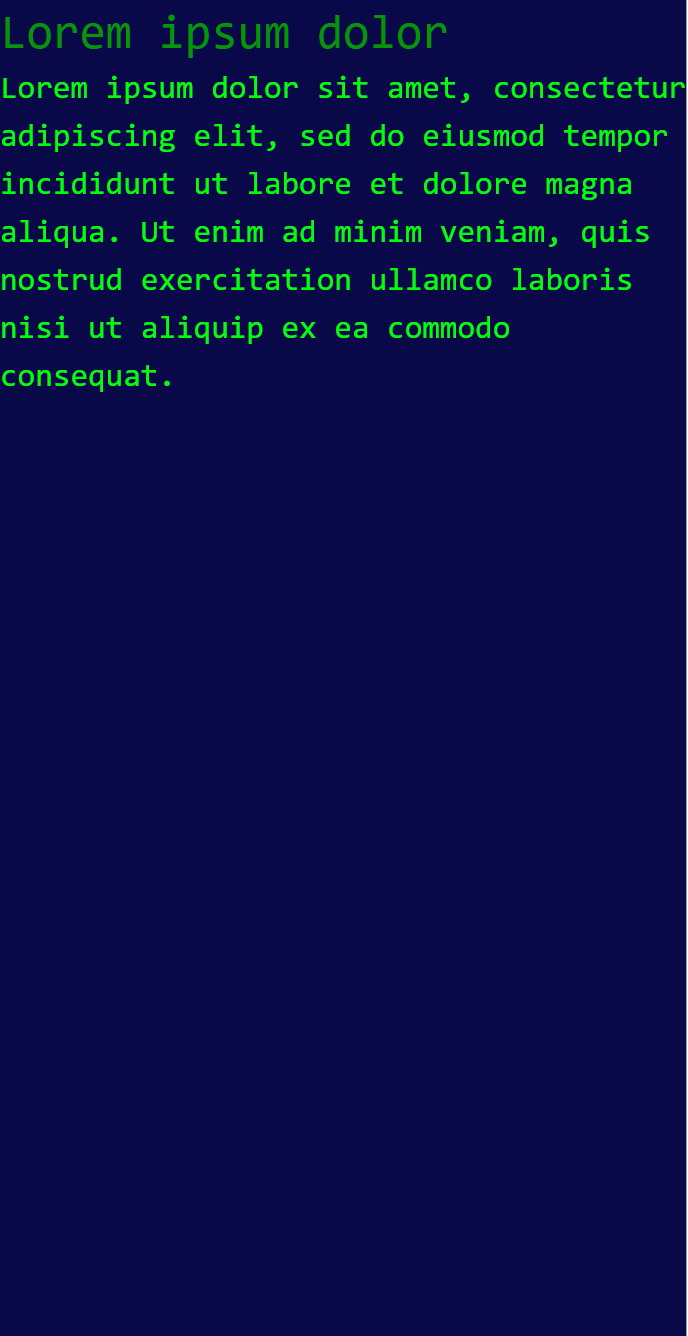 Lorem ipsum dolor
Lorem ipsum dolor sit amet, consectetur
adipiscing elit, sed do eiusmod tempor
incididunt ut labore et dolore magna
aliqua. Ut enim ad minim veniam, quis
nostrud exercitation ullamco laboris
nisi ut aliquip ex ea commodo
consequat.